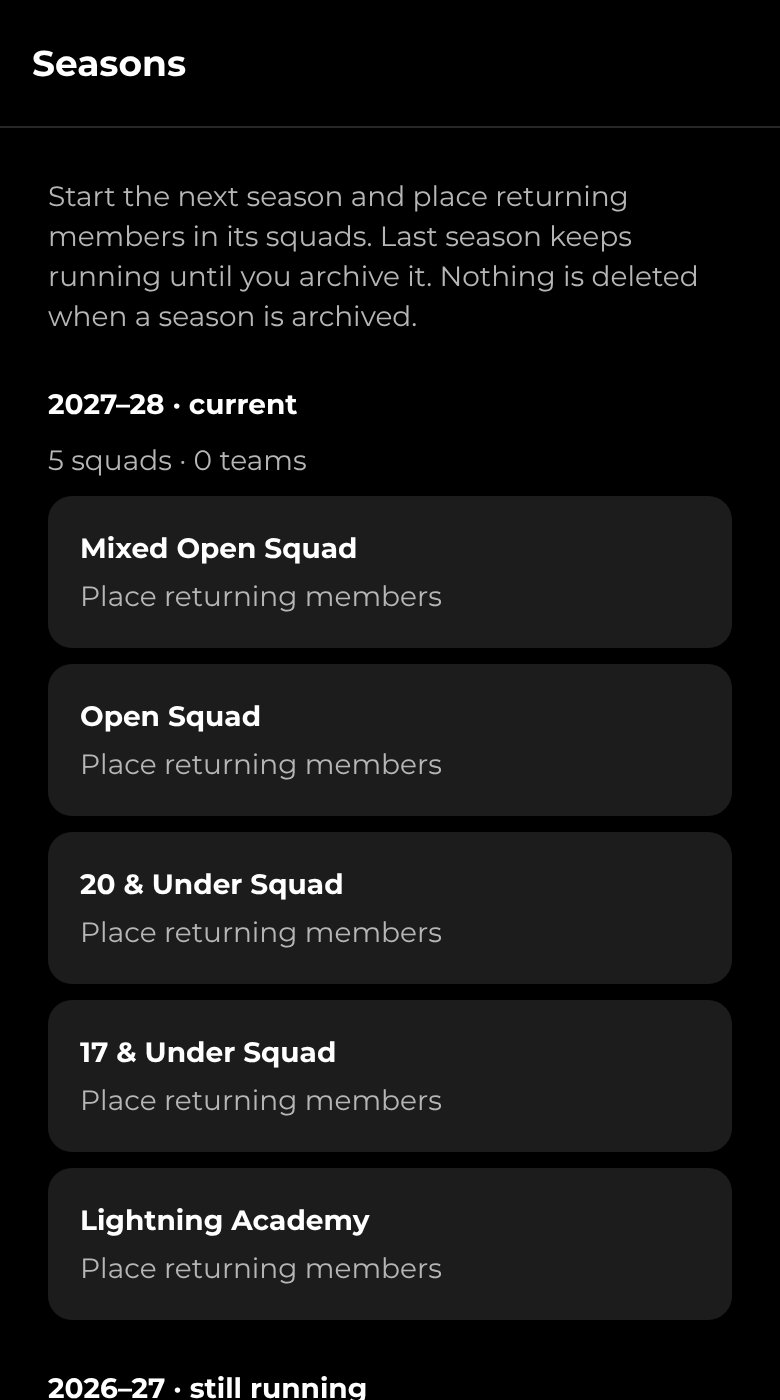 Seasons
Start the next season and place returning
members in its squads. Last season keeps
running until you archive it. Nothing is deleted
when a season is archived.
2027–28 · current
5 squads · 0 teams
Mixed Open Squad
Place returning members
Open Squad
Place returning members
20 & Under Squad
Place returning members
17 & Under Squad
Place returning members
Lightning Academy
Place returning members
2026–27 · still running